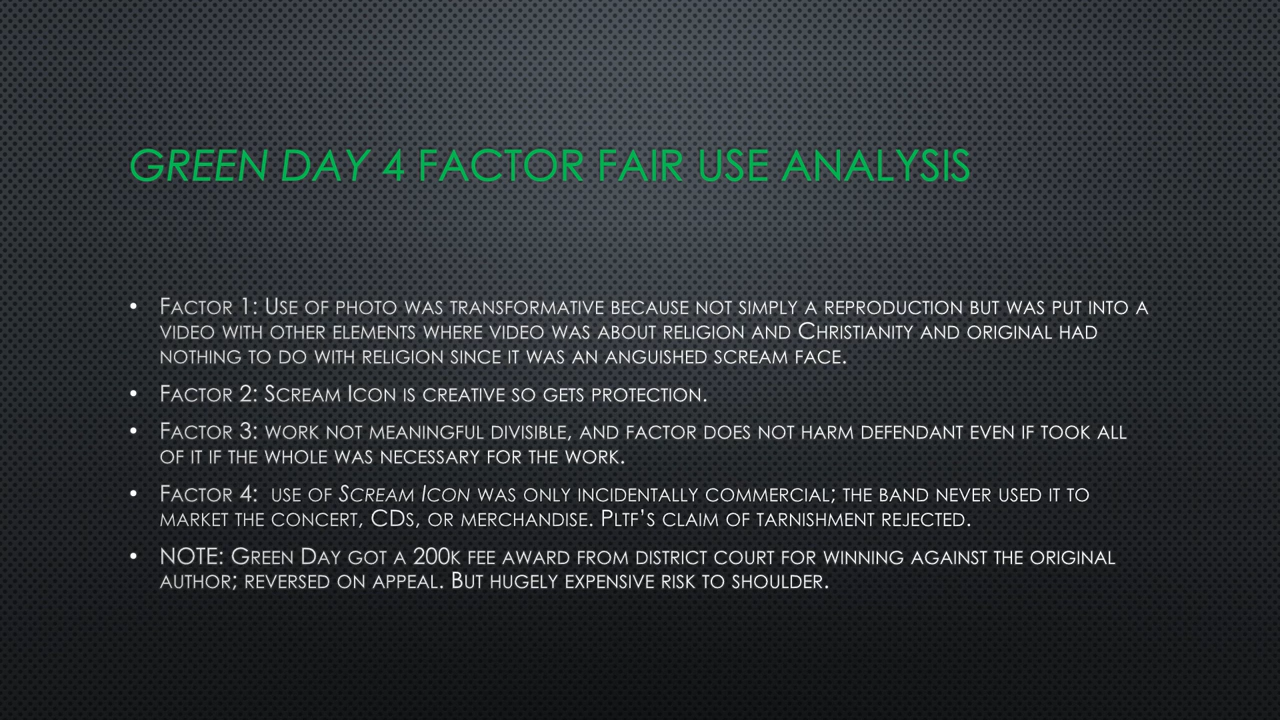 GREEN DAY 4 FACTOR FAIR USE ANALYSIS
• FACTOR 1: USE OF PHOTO WAS TRANSFORMATIVE BECAUSE NOT SIMPLY A REPRODUCTION BUT WAS PUT INTO A
VIDEO WITH OTHER ELEMENTS WHERE VIDEO WAS ABOUT RELIGION AND CHRISTIANITY AND ORIGINAL HAD
NOTHING TO DO WITH RELIGION SINCE IT WAS AN ANGUISHED SCREAM FACE.
• FACTOR 2: SCREAM ICON IS CREATIVE SO GETS PROTECTION.
• FACTOR 3: WORK NOT MEANINGFUL DIVISIBLE, AND FACTOR DOES NOT HARM DEFENDANT EVEN IF TOOK ALL
OF IT IF THE WHOLE WAS NECESSARY FOR THE WORK.
• FACTOR 4: USE OF SCREAM ICON WAS ONLY INCIDENTALLY COMMERCIAL; THE BAND NEVER USED IT TO
MARKET THE CONCERT, CDS, OR MERCHANDISE. PLTF'S CLAIM OF TARNISHMENT REJECTED.
• NOTE: GREEN DAY GOT A 200K FEE AWARD FROM DISTRICT COURT FOR WINNING AGAINST THE ORIGINAL
AUTHOR; REVERSED ON APPEAL. BUT HUGELY EXPENSIVE RISK TO SHOULDER.